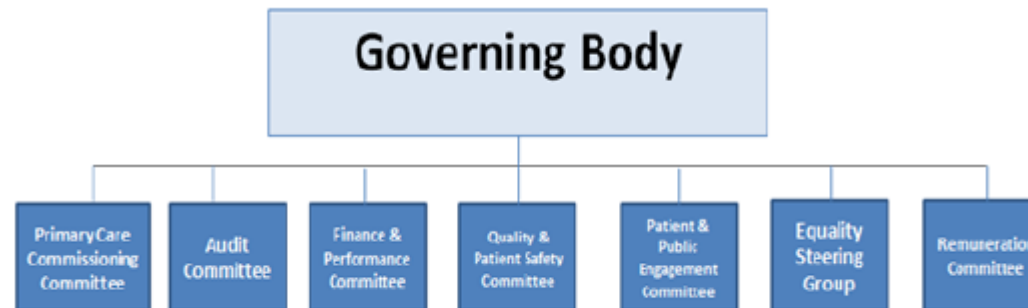 Governing Body
Primary Care
Commissioning
Committee
Audit
Committee
Finance &
Performance
Committee
Quality &
Patient Safety
Committee
Patient &
Public
Engagement
Committee
Equality
Steering
Group
Remuneration
Committee